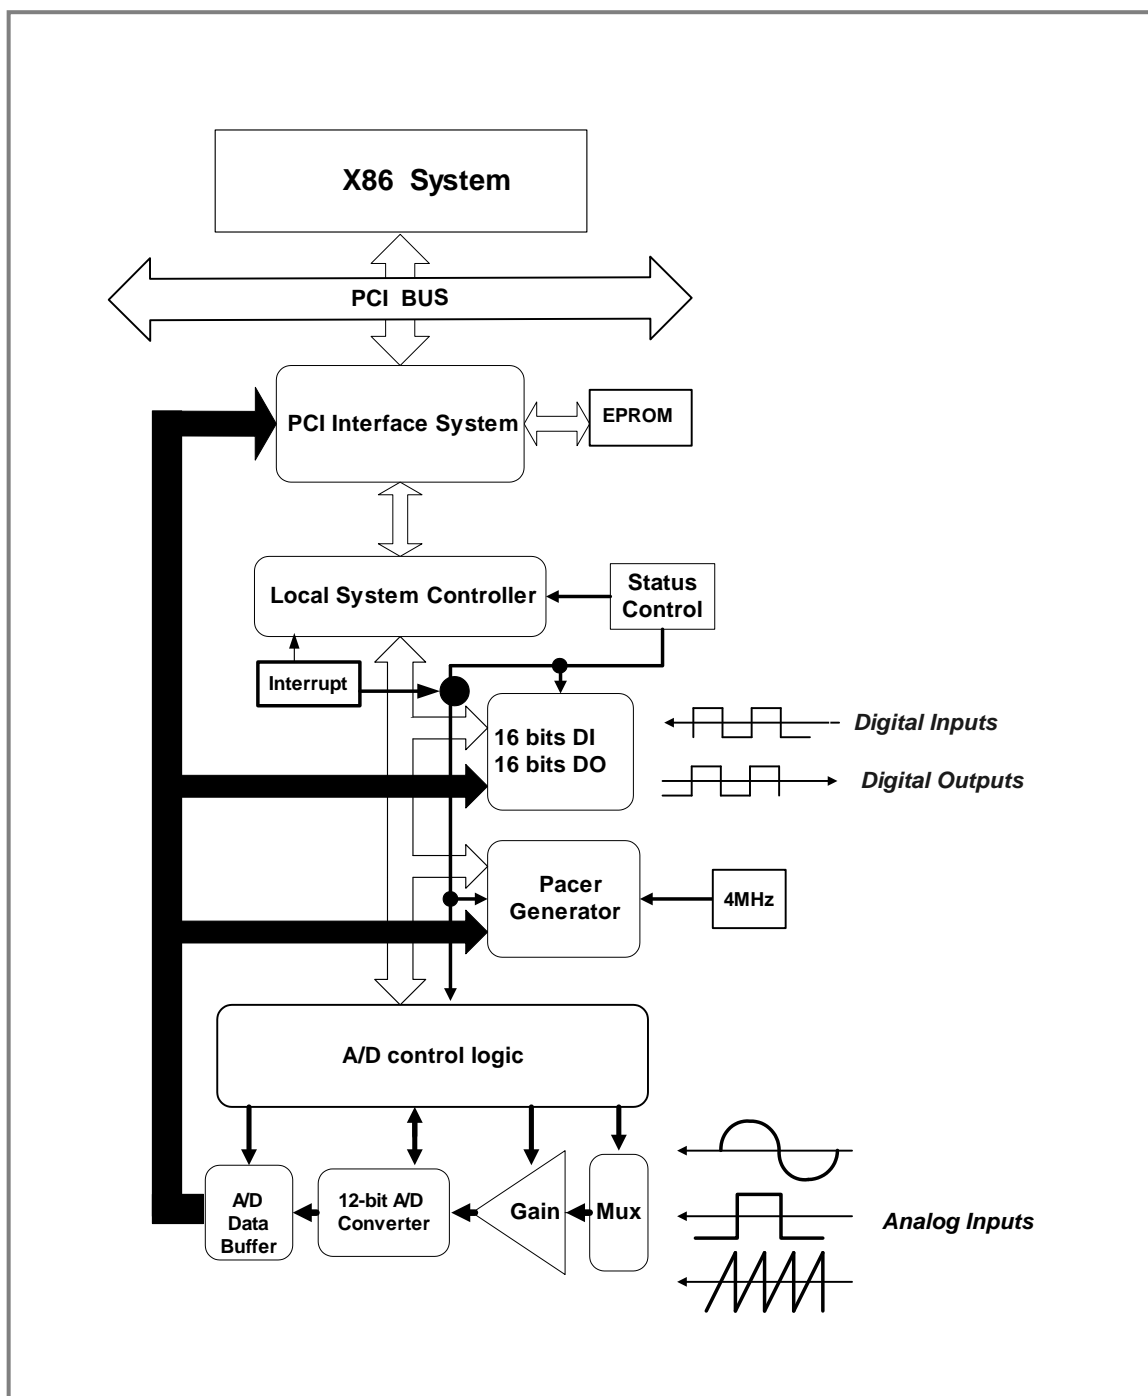 X86 System
PCI BUS
PCI Interface System
EPROM
Local System Controller
Status
Control
Interrupt
16 bits DI
16 bits DO
Digital Inputs
Digital Outputs
Pacer
Generator
4MHz
A/D control logic
A/D
Data
Buffer
12-bit A/D
Converter
Gain
Mux
Analog Inputs